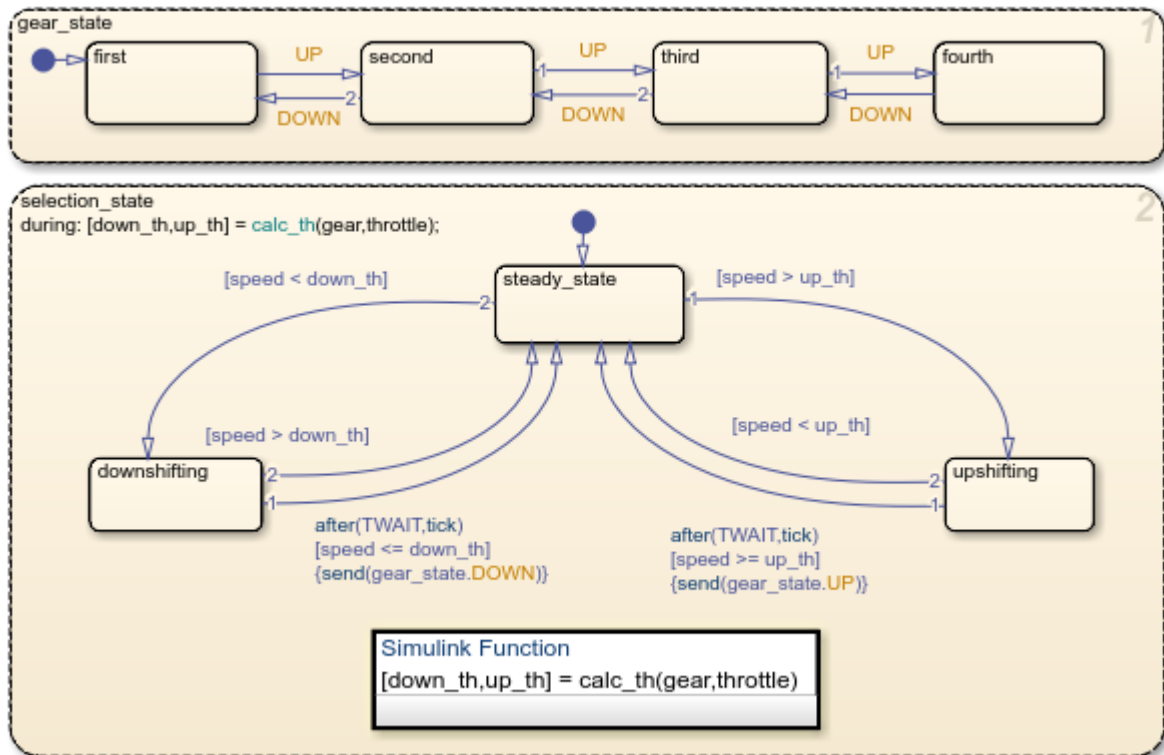 gear_state
1
first
UP
second
1
UP
third
1
UP
fourth
2
DOWN
2
DOWN
DOWN
selection_state
2
during: [down_th,up_th] = calc_th(gear,throttle);
[speed < down_th]
2
steady_state
1
[speed > up_th]
[speed > down_th]
[speed < up_th]
downshifting
2
1
2
1
upshifting
after(TWAIT,tick)
[speed <= down_th]
{send(gear_state.DOWN)}
after(TWAIT,tick)
[speed >= up_th]
{send(gear_state.UP)}
Simulink Function
[down_th,up_th] = calc_th(gear,throttle)